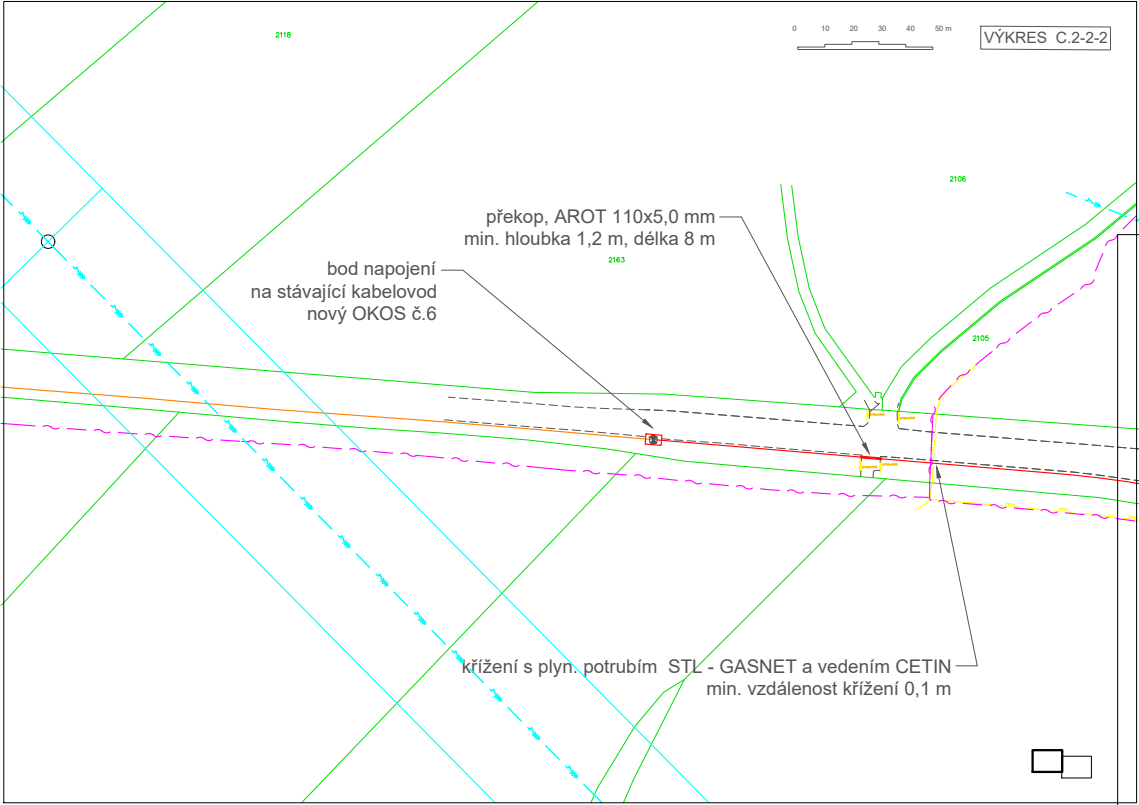 2118
0 10 20 30 40 50 m
VÝKRES C.2-2-2
2106
překop, AROT 110x5,0 mm
min. hloubka 1,2 m, délka 8 m
2163
bod napojení
na stávající kabelovod
nový OKOS č.6
2105
křížení s plyn. potrubím STL - GASNET a vedením CETIN
min. vzdálenost křížení 0,1 m